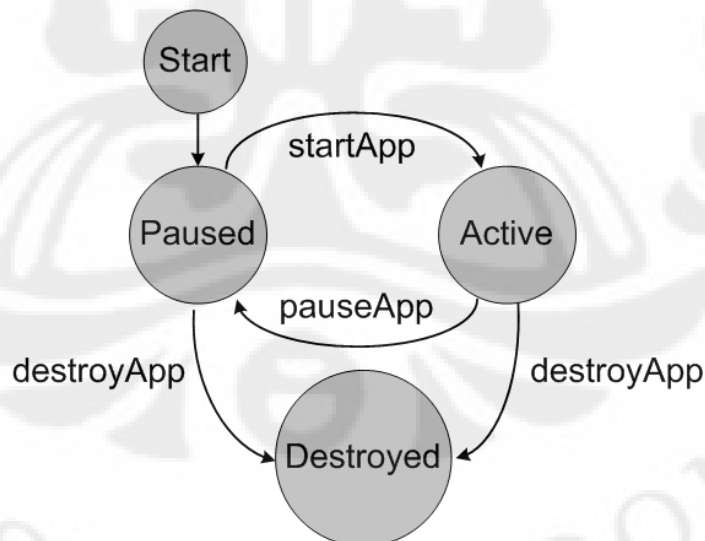 Start
startApp
Paused
Active
pauseApp
destroyApp
destroyApp
Destroyed